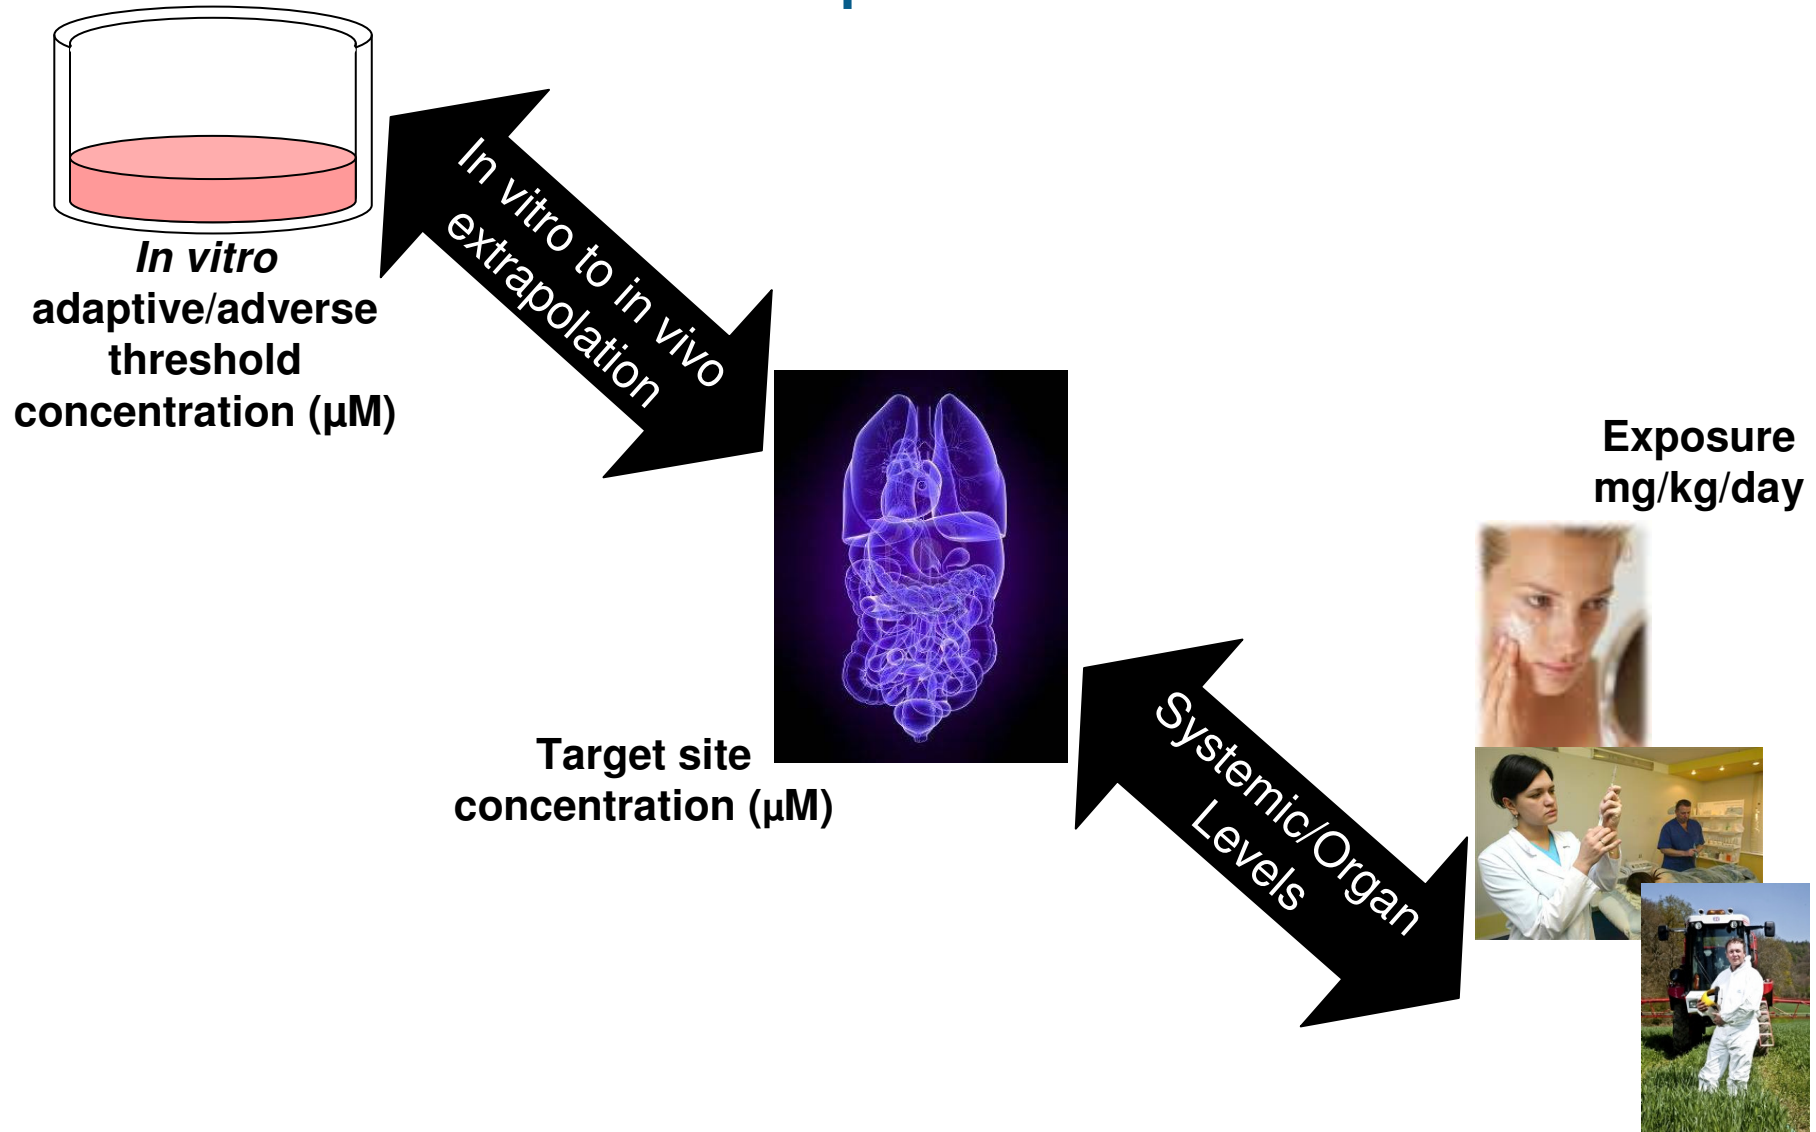 In vitro
adaptive/adverse
threshold
concentration (µM)
In vitro to in vivo
extrapolation
Target site
concentration (µM)
Systemic/Organ
Levels
Exposure
mg/kg/day